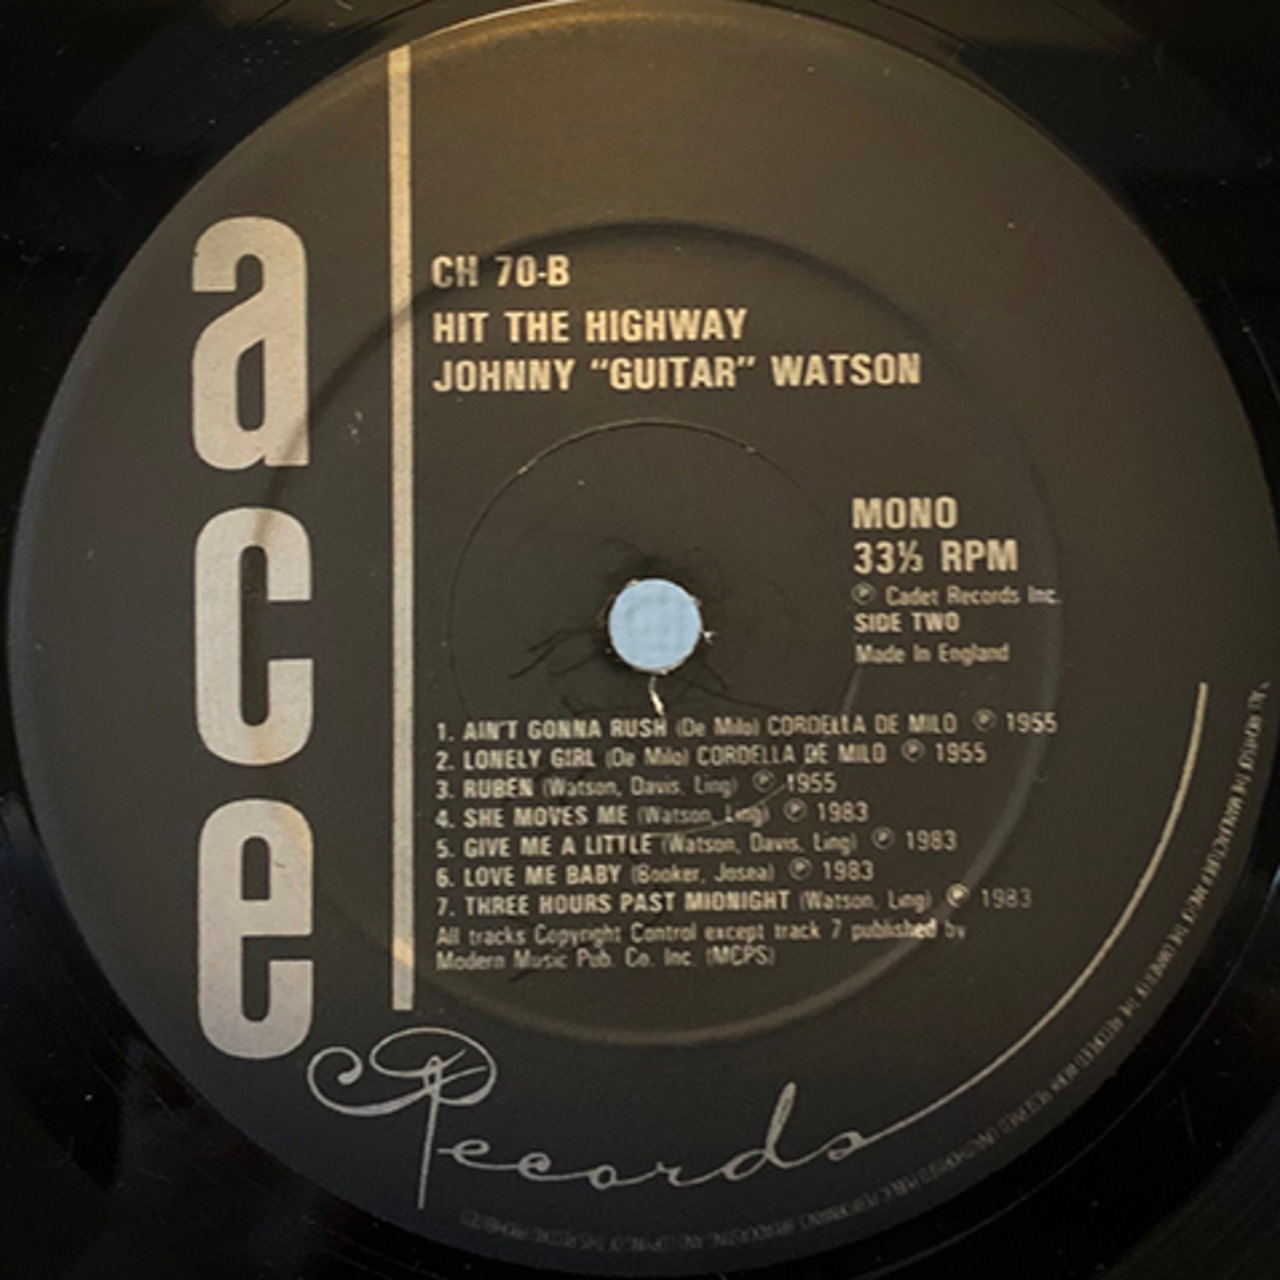 ace
Records
CH 70-B
HIT THE HIGHWAY
JOHNNY “GUITAR” WATSON
MONO
33⅓ RPM
℗ Cadet Records Inc.
SIDE TWO
Made In England
1. AIN'T GONNA RUSH (De Milo) CORDELLA DE MILO ℗ 1955
2. LONELY GIRL (De Milo) CORDELLA DE MILO ℗ 1955
3. RUBEN (Watson, Davis, Ling) ℗ 1955
4. SHE MOVES ME (Watson, Ling) ℗ 1983
5. GIVE ME A LITTLE (Watson, Davis, Ling) ℗ 1983
6. LOVE ME BABY (Booker, Josea) ℗ 1983
7. THREE HOURS PAST MIDNIGHT (Watson, Ling) ℗ 1983
All tracks Copyright Control except track 7 published by
Modern Music Pub. Co. Inc. (MCPS)